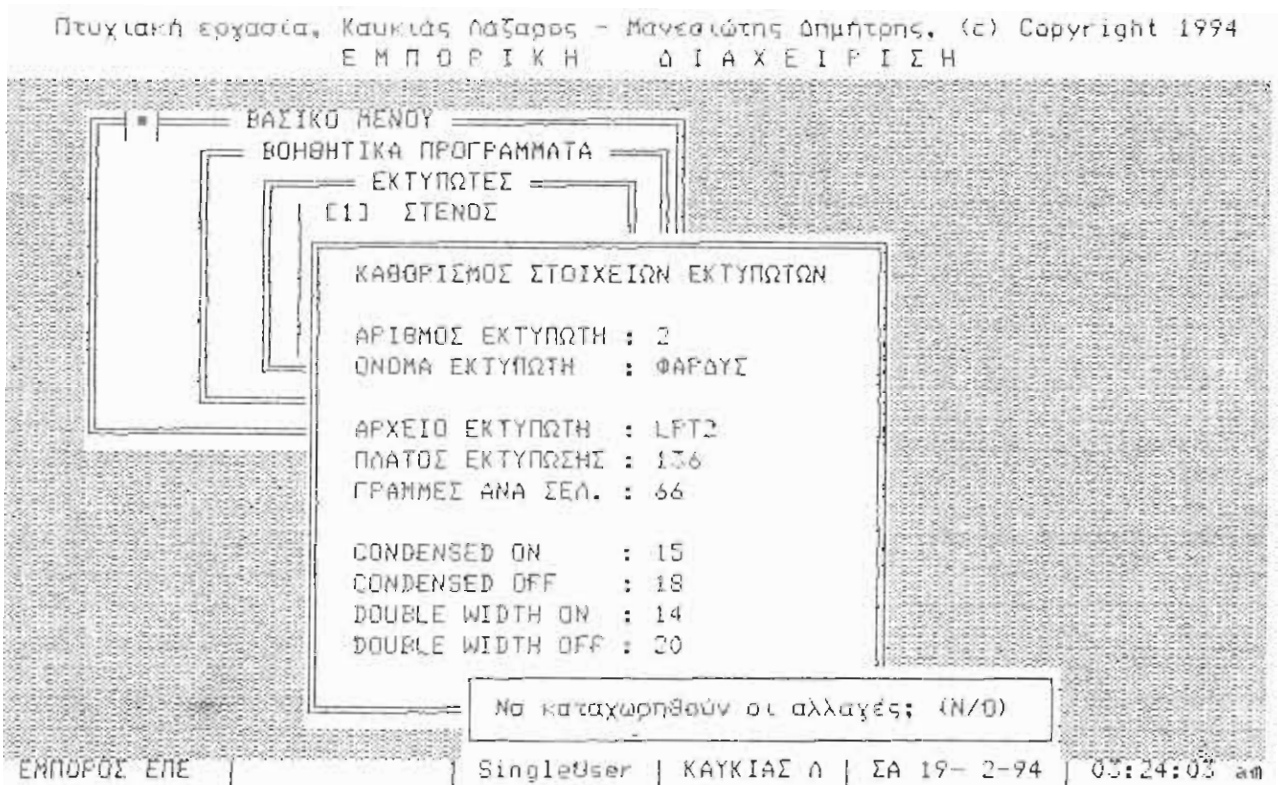 Πτυχιακή εργασία, Καυκιάς Λάζαρος - Μανεσιώτης Δημήτρης, (c) Copyright 1994
Ε Μ Π Ο Ρ Ι Κ Η Δ Ι Α Χ Ε Ι Ρ Ι Σ Η
ΒΑΣΙΚΟ ΜΕΝΟΥ
ΒΟΗΘΗΤΙΚΑ ΠΡΟΓΡΑΜΜΑΤΑ
ΕΚΤΥΠΩΤΕΣ
[1] ΣΤΕΝΟΣ
ΚΑΘΟΡΙΣΜΟΣ ΣΤΟΙΧΕΙΩΝ ΕΚΤΥΠΩΤΩΝ
ΑΡΙΘΜΟΣ ΕΚΤΥΠΩΤΗ : 2
ΟΝΟΜΑ ΕΚΤΥΠΩΤΗ : ΦΑΡΔΥΣ
ΑΡΧΕΙΟ ΕΚΤΥΠΩΤΗ : LPT2
ΠΛΑΤΟΣ ΕΚΤΥΠΩΣΗΣ : 136
ΓΡΑΜΜΕΣ ΑΝΑ ΣΕΛ. : 66
CONDENSED ON : 15
CONDENSED OFF : 18
DOUBLE WIDTH ON : 14
DOUBLE WIDTH OFF : 20
Να καταχωρηθούν οι αλλαγές; (Ν/Ο)
ΕΜΠΟΡΟΣ ΕΠΕ | | SingleUser | ΚΑΥΚΙΑΣ Λ | ΣΑ 19- 2-94 | 03:24:03 am